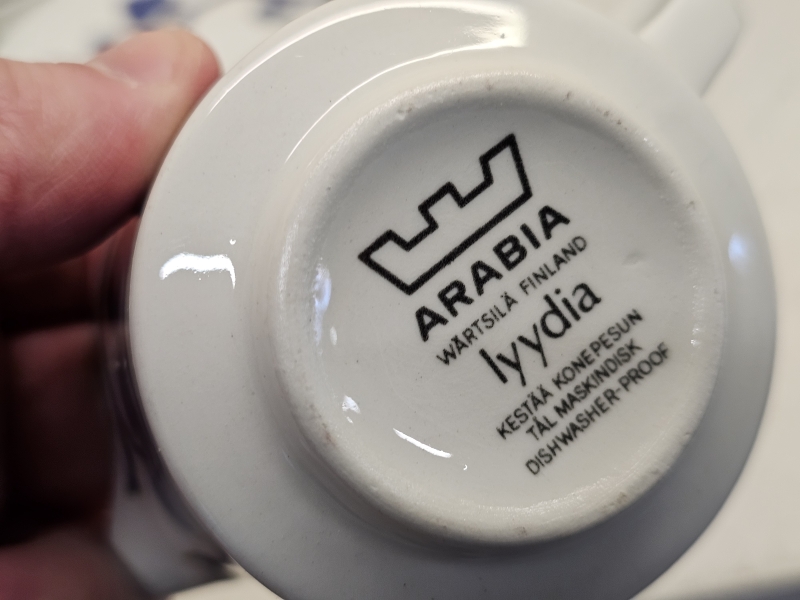 ARABIA
WÄRTSILÄ FINLAND
lyydia
KESTÄÄ KONEPESUN
TÅL MASKINDISK
DISHWASHER-PROOF